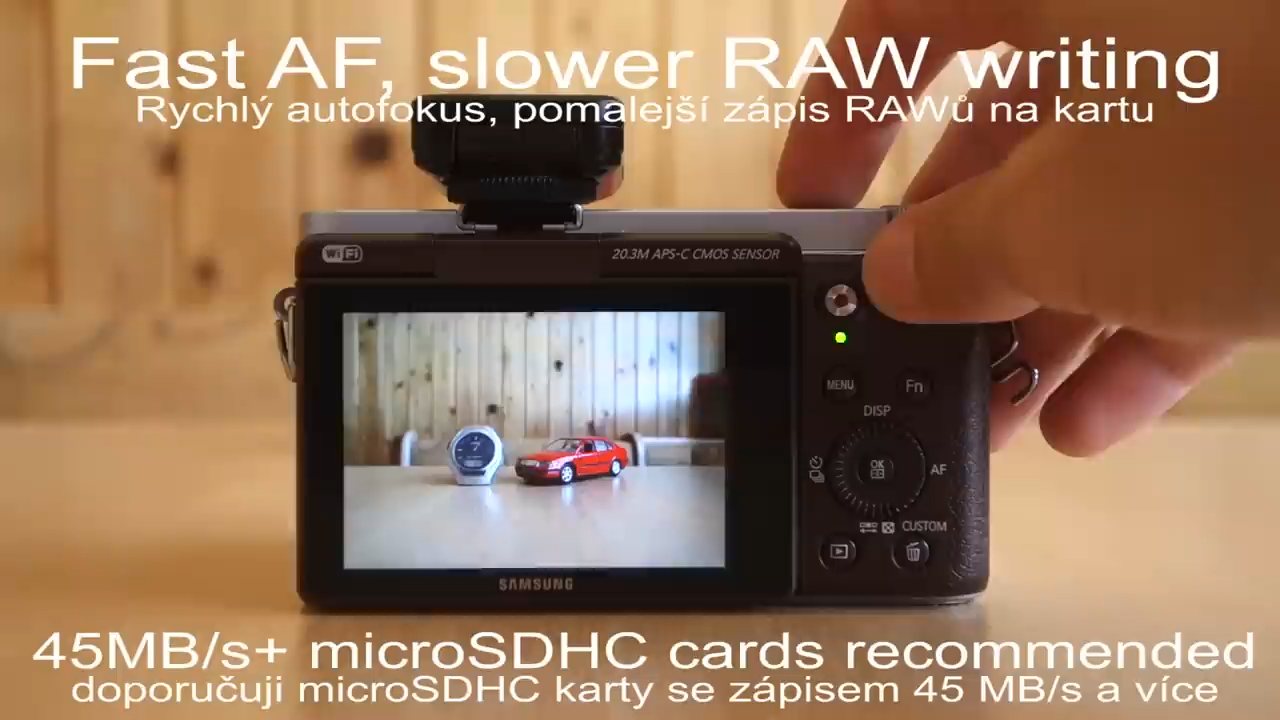 Fast AF, slower RAW writing
Rychlý autofokus, pomalejší zápis RAWů na kartu
WiFi
20.3M APS-C CMOS SENSOR
MENU
Fn
DISP
OK
AF
CUSTOM
SAMSUNG
45MB/s+ microSDHC cards recommended
doporučuji microSDHC karty se zápisem 45 MB/s a více